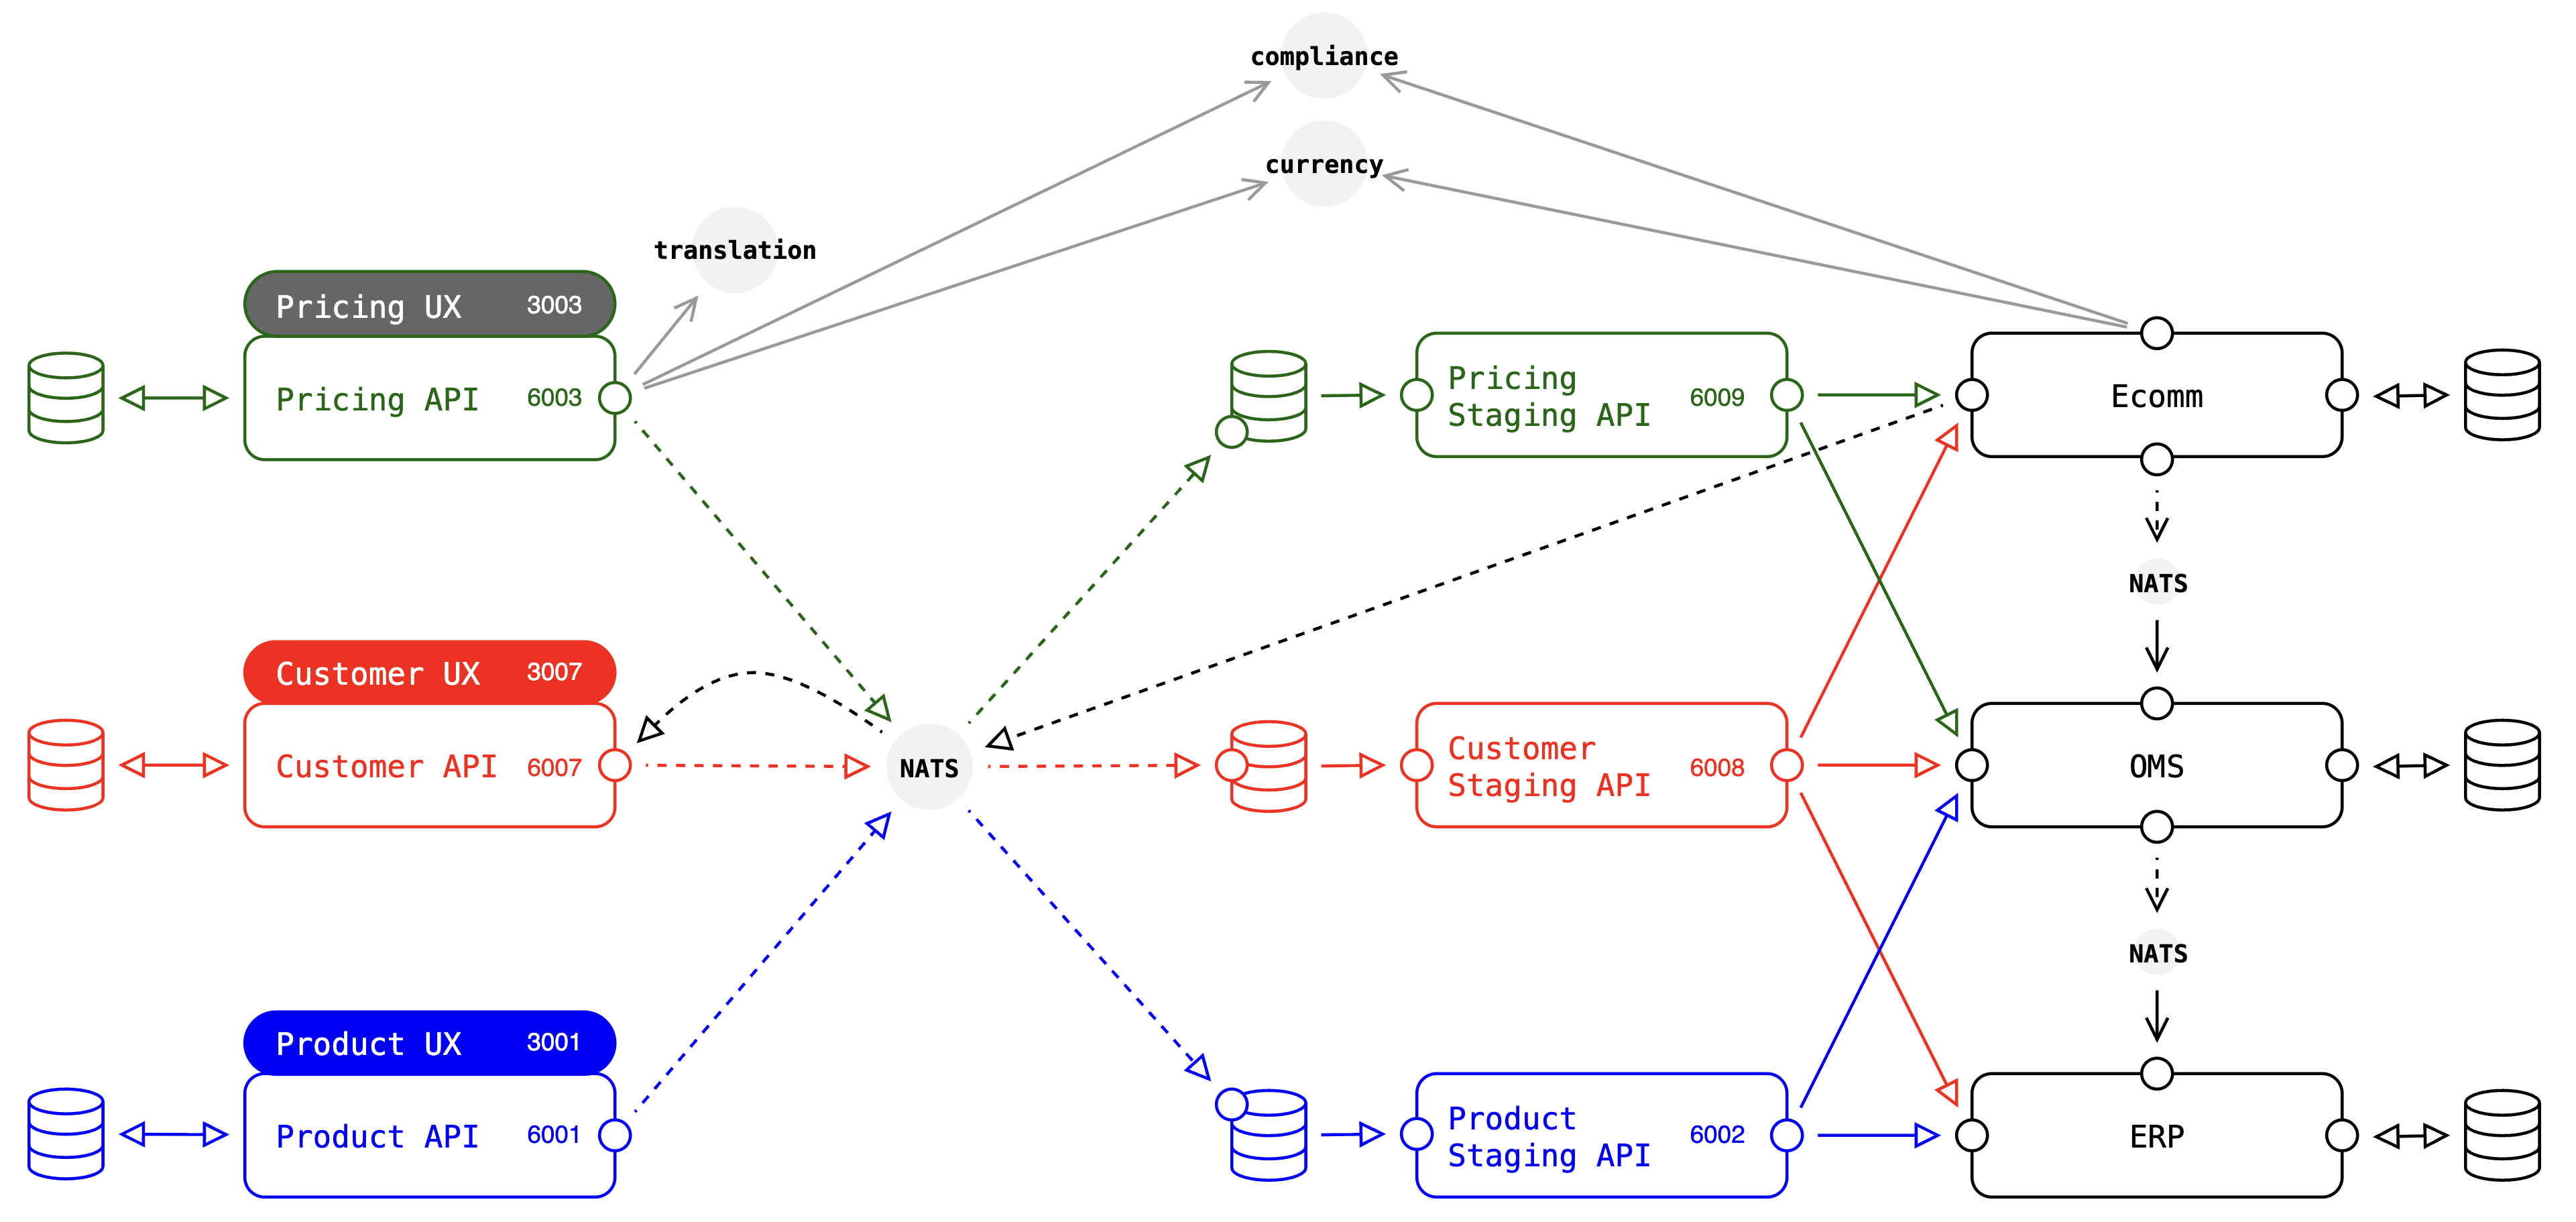 compliance
currency
translation
Pricing UX 3003
Pricing API 6003
Pricing
Staging API 6009
Ecomm
NATS
Customer UX 3007
Customer API 6007
NATS
Customer
Staging API 6008
OMS
NATS
Product UX 3001
Product API 6001
Product
Staging API 6002
ERP